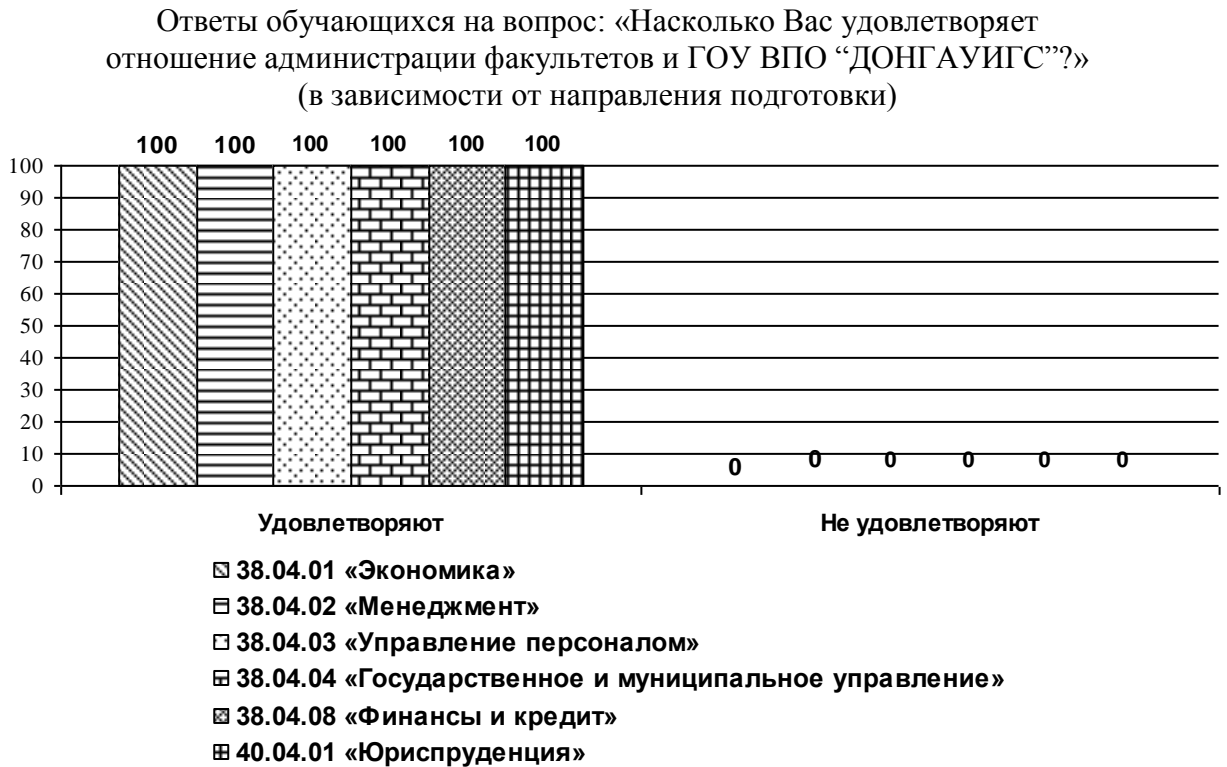 Ответы обучающихся на вопрос: «Насколько Вас удовлетворяет
отношение администрации факультетов и ГОУ ВПО “ДОНГАУИГС”?»
(в зависимости от направления подготовки)
100 100 100 100 100 100
100
90
80
70
60
50
40
30
20
10
0
0 0 0 0 0 0
Удовлетворяют Не удовлетворяют
38.04.01 «Экономика»
38.04.02 «Менеджмент»
38.04.03 «Управление персоналом»
38.04.04 «Государственное и муниципальное управление»
38.04.08 «Финансы и кредит»
40.04.01 «Юриспруденция»